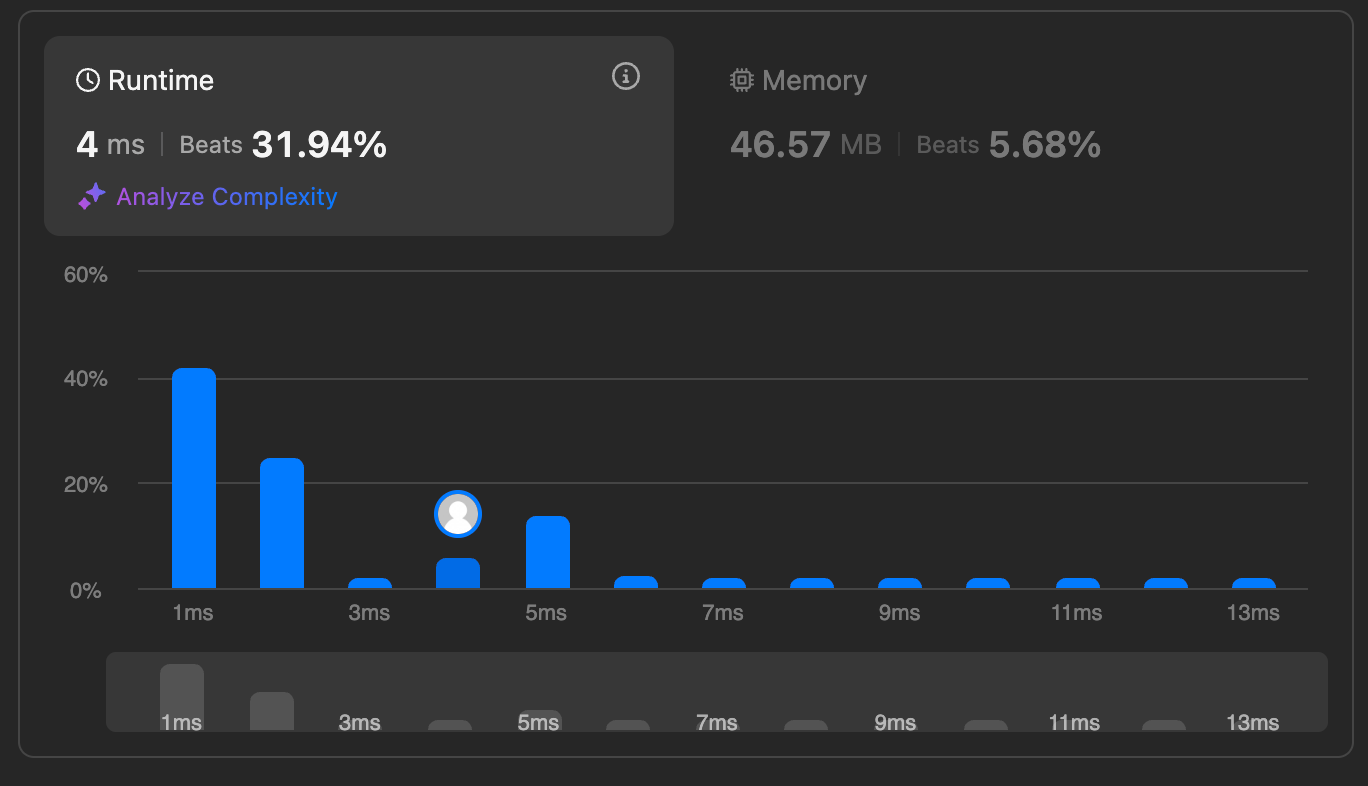 Runtime
4 ms | Beats 31.94%
Analyze Complexity
Memory
46.57 MB | Beats 5.68%
60%
40%
20%
0%
1ms 3ms 5ms 7ms 9ms 11ms 13ms
1ms 3ms 5ms 7ms 9ms 11ms 13ms